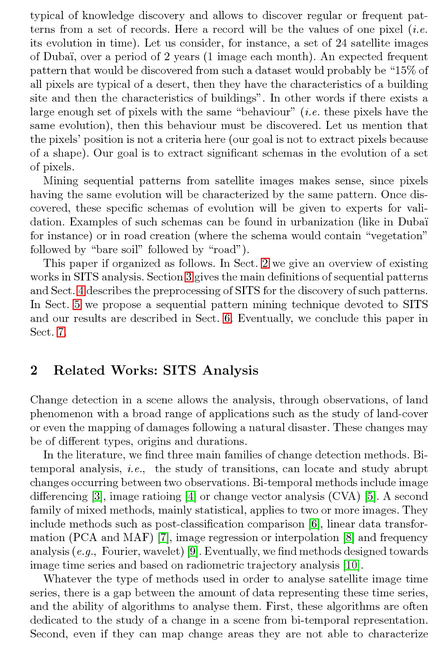 typical of knowledge discovery and allows to discover regular or frequent pat-
terns from a set of records. Here a record will be the values of one pixel (i.e.
its evolution in time). Let us consider, for instance, a set of 24 satellite images
of Dubaï, over a period of 2 years (1 image each month). An expected frequent
pattern that would be discovered from such a dataset would probably be “15% of
all pixels are typical of a desert, then they have the characteristics of a building
site and then the characteristics of buildings”. In other words if there exists a
large enough set of pixels with the same “behaviour” (i.e. these pixels have the
same evolution), then this behaviour must be discovered. Let us mention that
the pixels’ position is not a criteria here (our goal is not to extract pixels because
of a shape). Our goal is to extract significant schemas in the evolution of a set
of pixels.
Mining sequential patterns from satellite images makes sense, since pixels
having the same evolution will be characterized by the same pattern. Once dis-
covered, these specific schemas of evolution will be given to experts for vali-
dation. Examples of such schemas can be found in urbanization (like in Dubaï
for instance) or in road creation (where the schema would contain “vegetation”
followed by “bare soil” followed by “road”).
This paper if organized as follows. In Sect. 2 we give an overview of existing
works in SITS analysis. Section 3 gives the main definitions of sequential patterns
and Sect. 4 describes the preprocessing of SITS for the discovery of such patterns.
In Sect. 5 we propose a sequential pattern mining technique devoted to SITS
and our results are described in Sect. 6. Eventually, we conclude this paper in
Sect. 7.
2 Related Works: SITS Analysis
Change detection in a scene allows the analysis, through observations, of land
phenomenon with a broad range of applications such as the study of land-cover
or even the mapping of damages following a natural disaster. These changes may
be of different types, origins and durations.
In the literature, we find three main families of change detection methods. Bi-
temporal analysis, i.e., the study of transitions, can locate and study abrupt
changes occurring between two observations. Bi-temporal methods include image
differencing [3], image ratioing [4] or change vector analysis (CVA) [5]. A second
family of mixed methods, mainly statistical, applies to two or more images. They
include methods such as post-classification comparison [6], linear data transfor-
mation (PCA and MAF) [7], image regression or interpolation [8] and frequency
analysis (e.g., Fourier, wavelet) [9]. Eventually, we find methods designed towards
image time series and based on radiometric trajectory analysis [10].
Whatever the type of methods used in order to analyse satellite image time
series, there is a gap between the amount of data representing these time series,
and the ability of algorithms to analyse them. First, these algorithms are often
dedicated to the study of a change in a scene from bi-temporal representation.
Second, even if they can map change areas they are not able to characterize